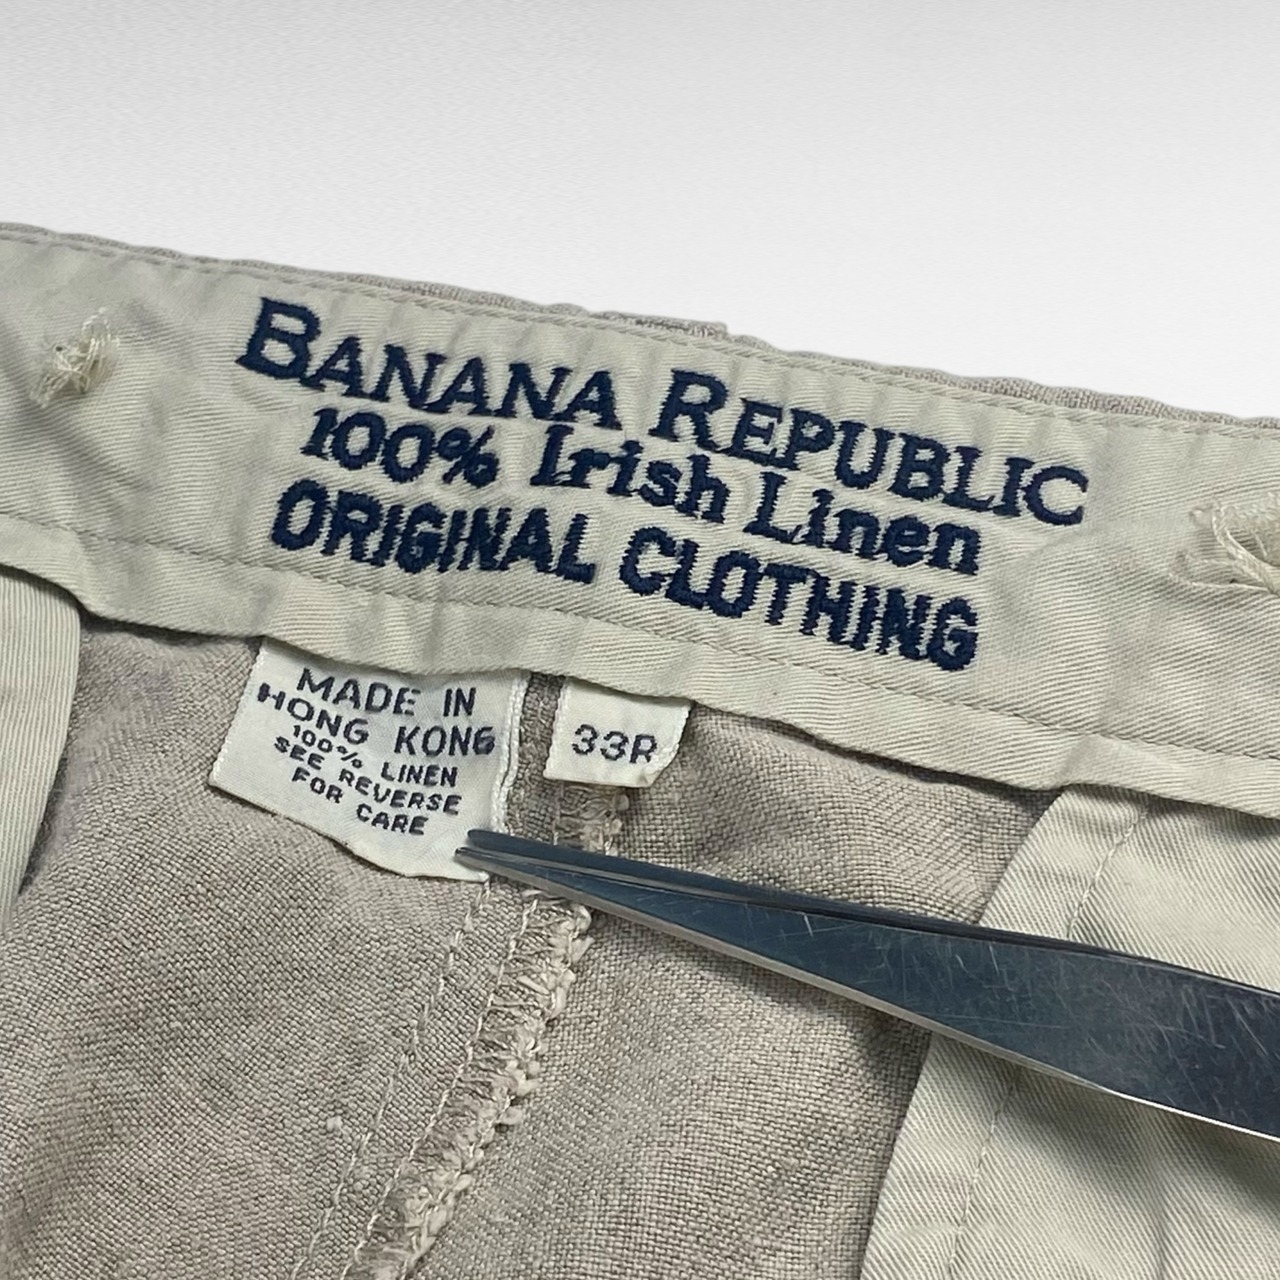 BANANA REPUBLIC
100% Irish Linen
ORIGINAL CLOTHING
MADE IN
HONG KONG
100% LINEN
SEE REVERSE
FOR CARE
33R